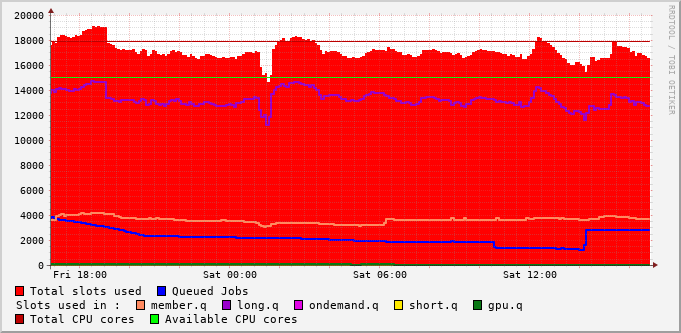 RRDTOOL / TOBI OETIKER
20000
18000
16000
14000
12000
10000
8000
6000
4000
2000
0
Fri 18:00 Sat 00:00 Sat 06:00 Sat 12:00
Total slots used Queued Jobs
Slots used in : member.q long.q ondemand.q short.q gpu.q
Total CPU cores Available CPU cores